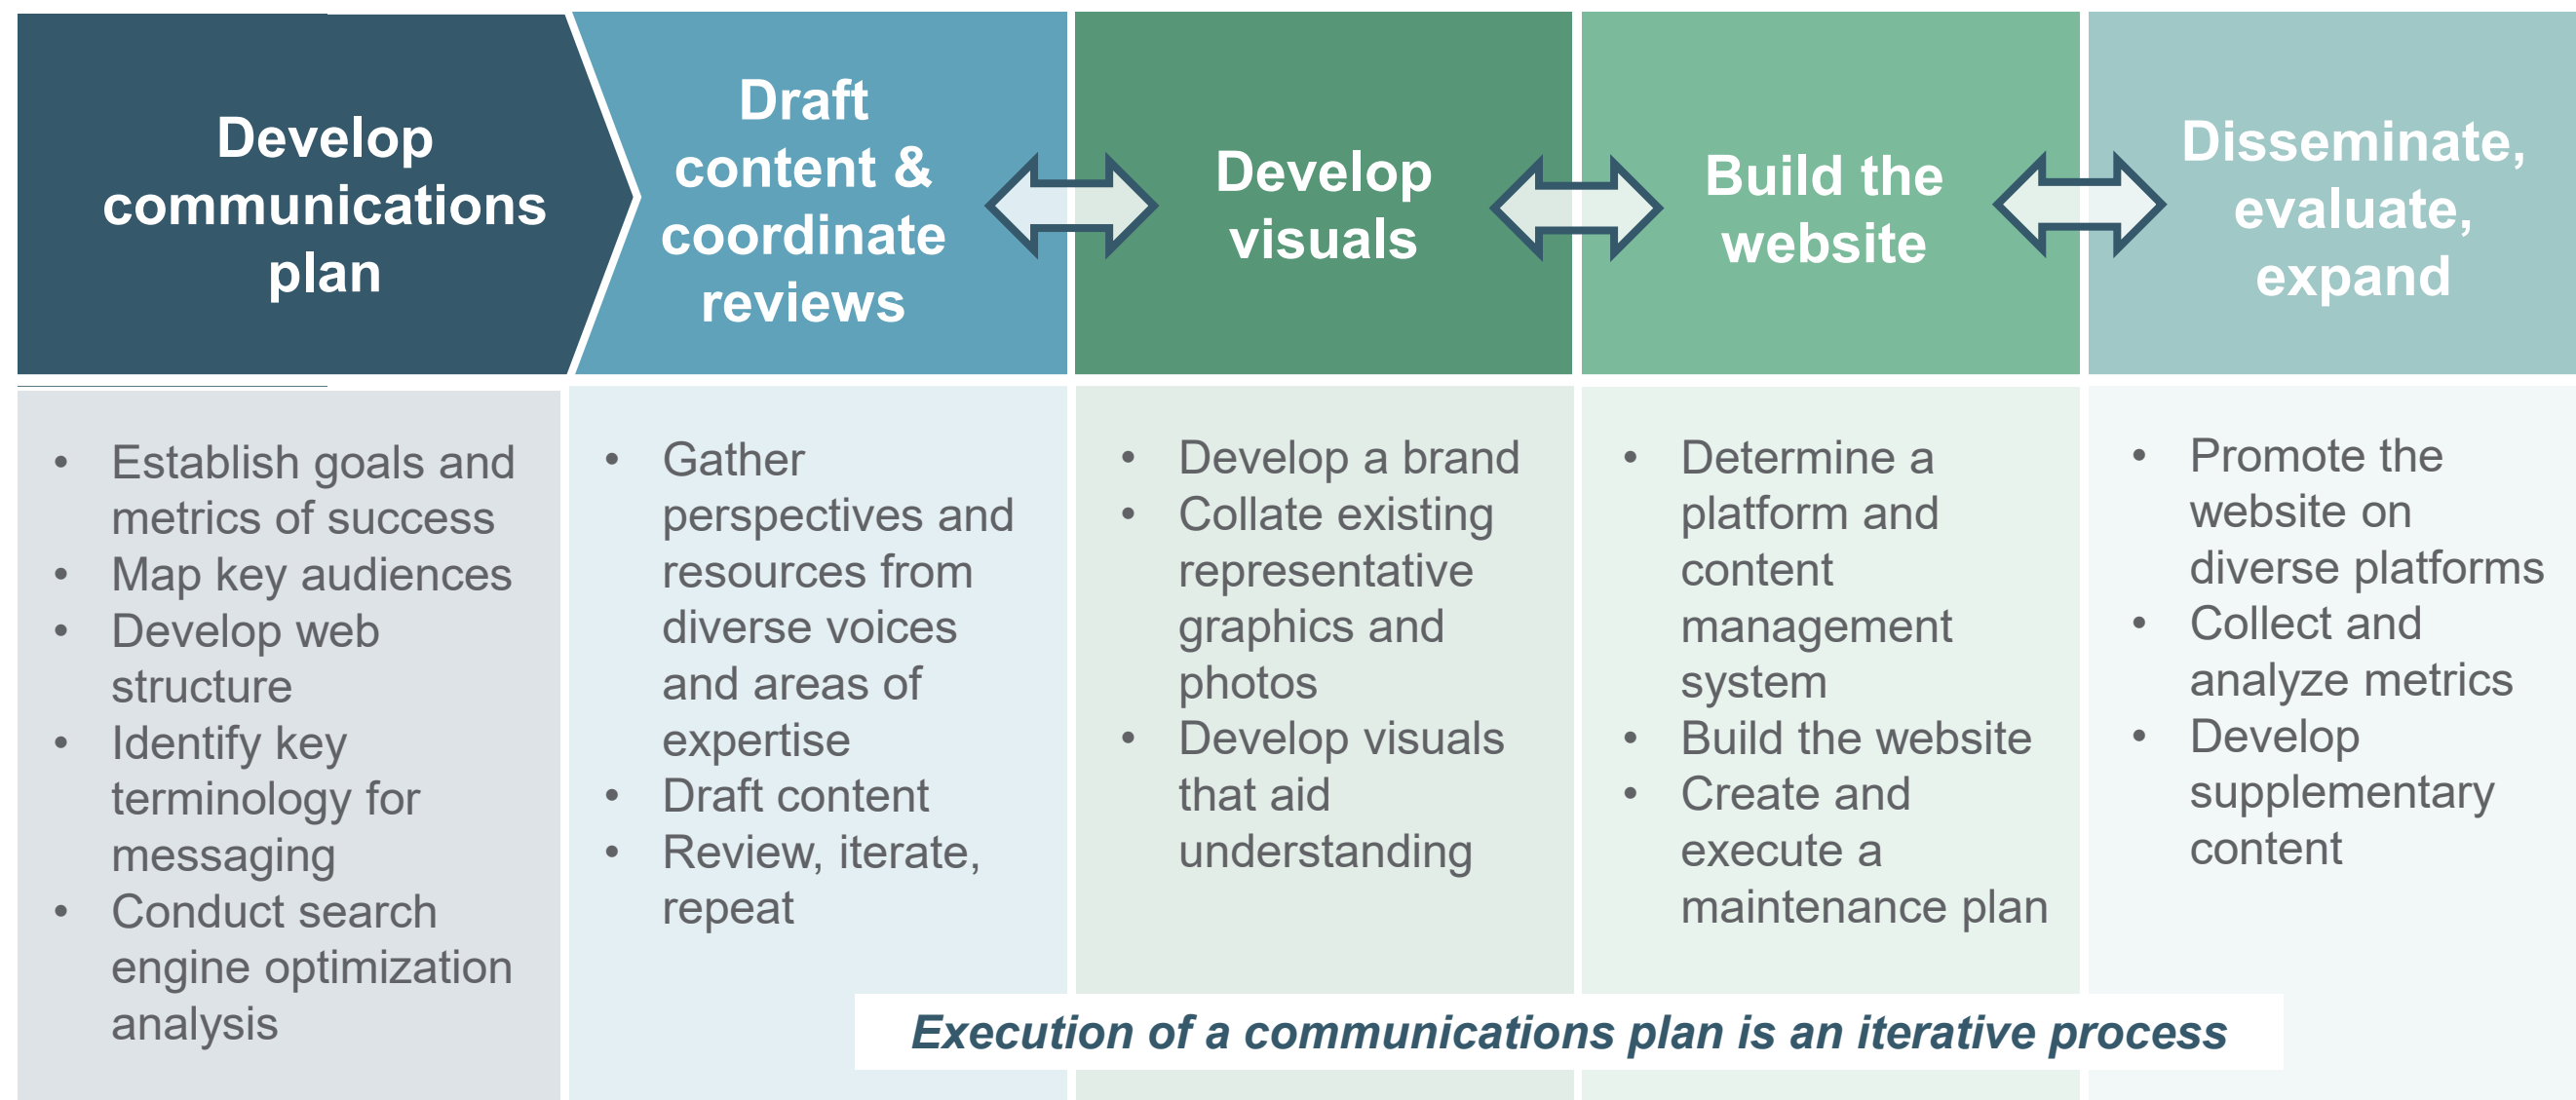 Develop
communications
plan
Draft
content &
coordinate
reviews
Develop
visuals
Build the
website
Disseminate,
evaluate,
expand
• Establish goals and
metrics of success
• Map key audiences
• Develop web
structure
• Identify key
terminology for
messaging
• Conduct search
engine optimization
analysis
• Gather
perspectives and
resources from
diverse voices
and areas of
expertise
• Draft content
• Review, iterate,
repeat
• Develop a brand
• Collate existing
representative
graphics and
photos
• Develop visuals
that aid
understanding
• Determine a
platform and
content
management
system
• Build the website
• Create and
execute a
maintenance plan
• Promote the
website on
diverse platforms
• Collect and
analyze metrics
• Develop
supplementary
content
Execution of a communications plan is an iterative process